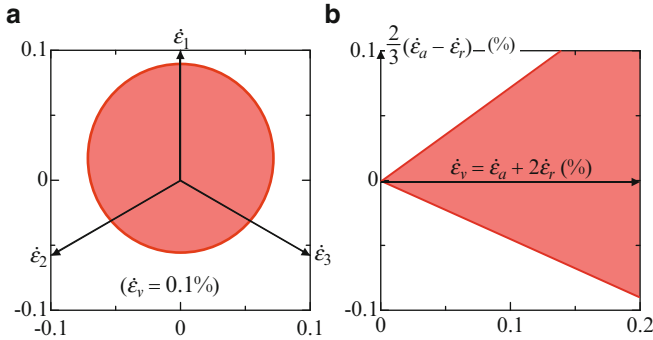 a
0.1
ε̇₁
0
ε̇₂
ε̇₃
(ε̇ᵥ = 0.1%)
-0.1
-0.1
0
0.1
b
0.1
2/3(ε̇ₐ − ε̇ᵣ) (%)
ε̇ᵥ = ε̇ₐ + 2ε̇ᵣ (%)
0
-0.1
0
0.1
0.2